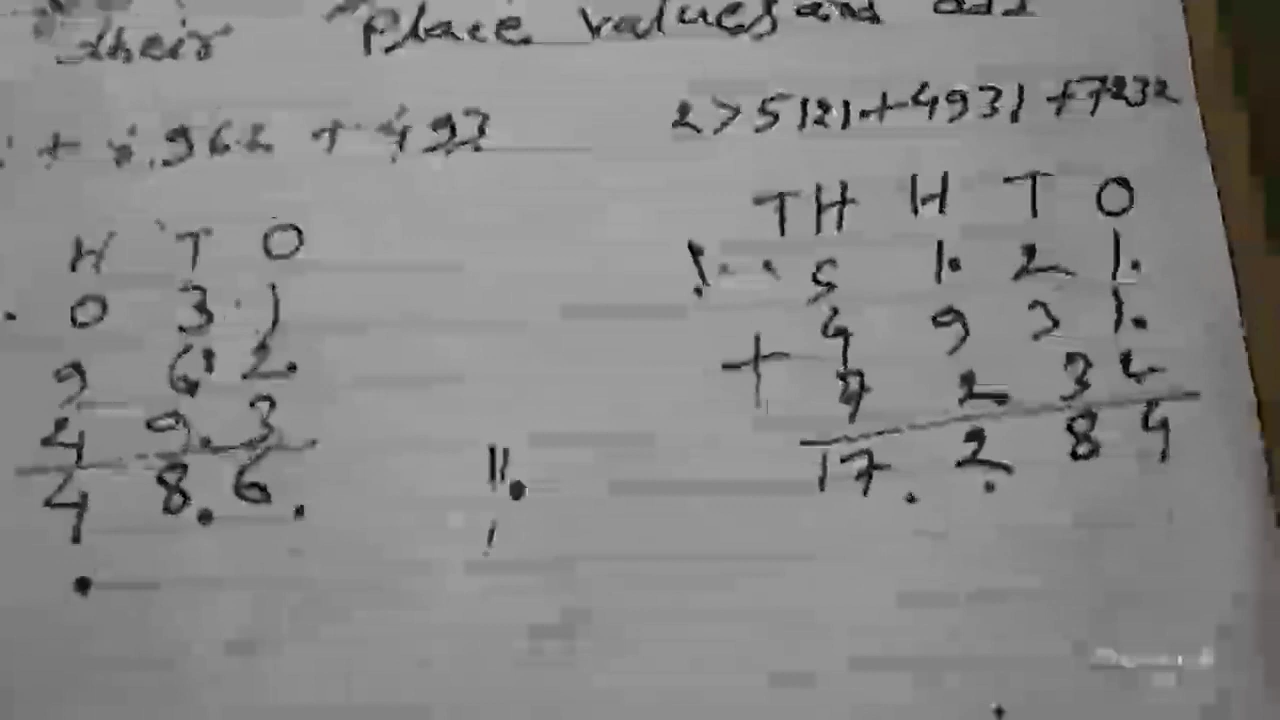 their Place values and add
+ 962 + 493
2> 5121 + 4931 + 7232
H T O
0 3 1
9 6 2
4 9 3
4 8 6
TH H T O
5 1 2 1
4 9 3 1
+ 7 2 3 2
17 2 8 4